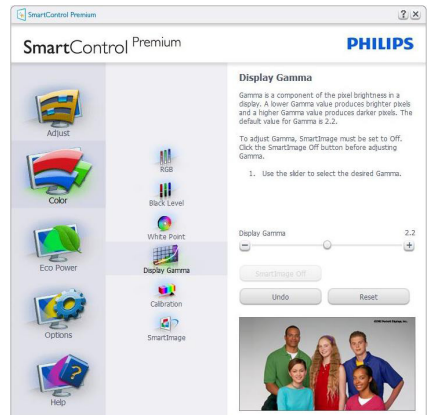 SmartControl Premium
SmartControl Premium
PHILIPS
Adjust
Color
Eco Power
Options
Help
RGB
Black Level
White Point
Display Gamma
Calibration
SmartImage
Display Gamma
Gamma is a component of the pixel brightness in a
display. A lower Gamma value produces brighter pixels
and a higher Gamma value produces darker pixels. The
default value for Gamma is 2.2.
To adjust Gamma, SmartImage must be set to Off.
Click the SmartImage Off button before adjusting
Gamma.
1. Use the slider to select the desired Gamma.
Display Gamma 2.2
SmartImage Off
Undo Reset